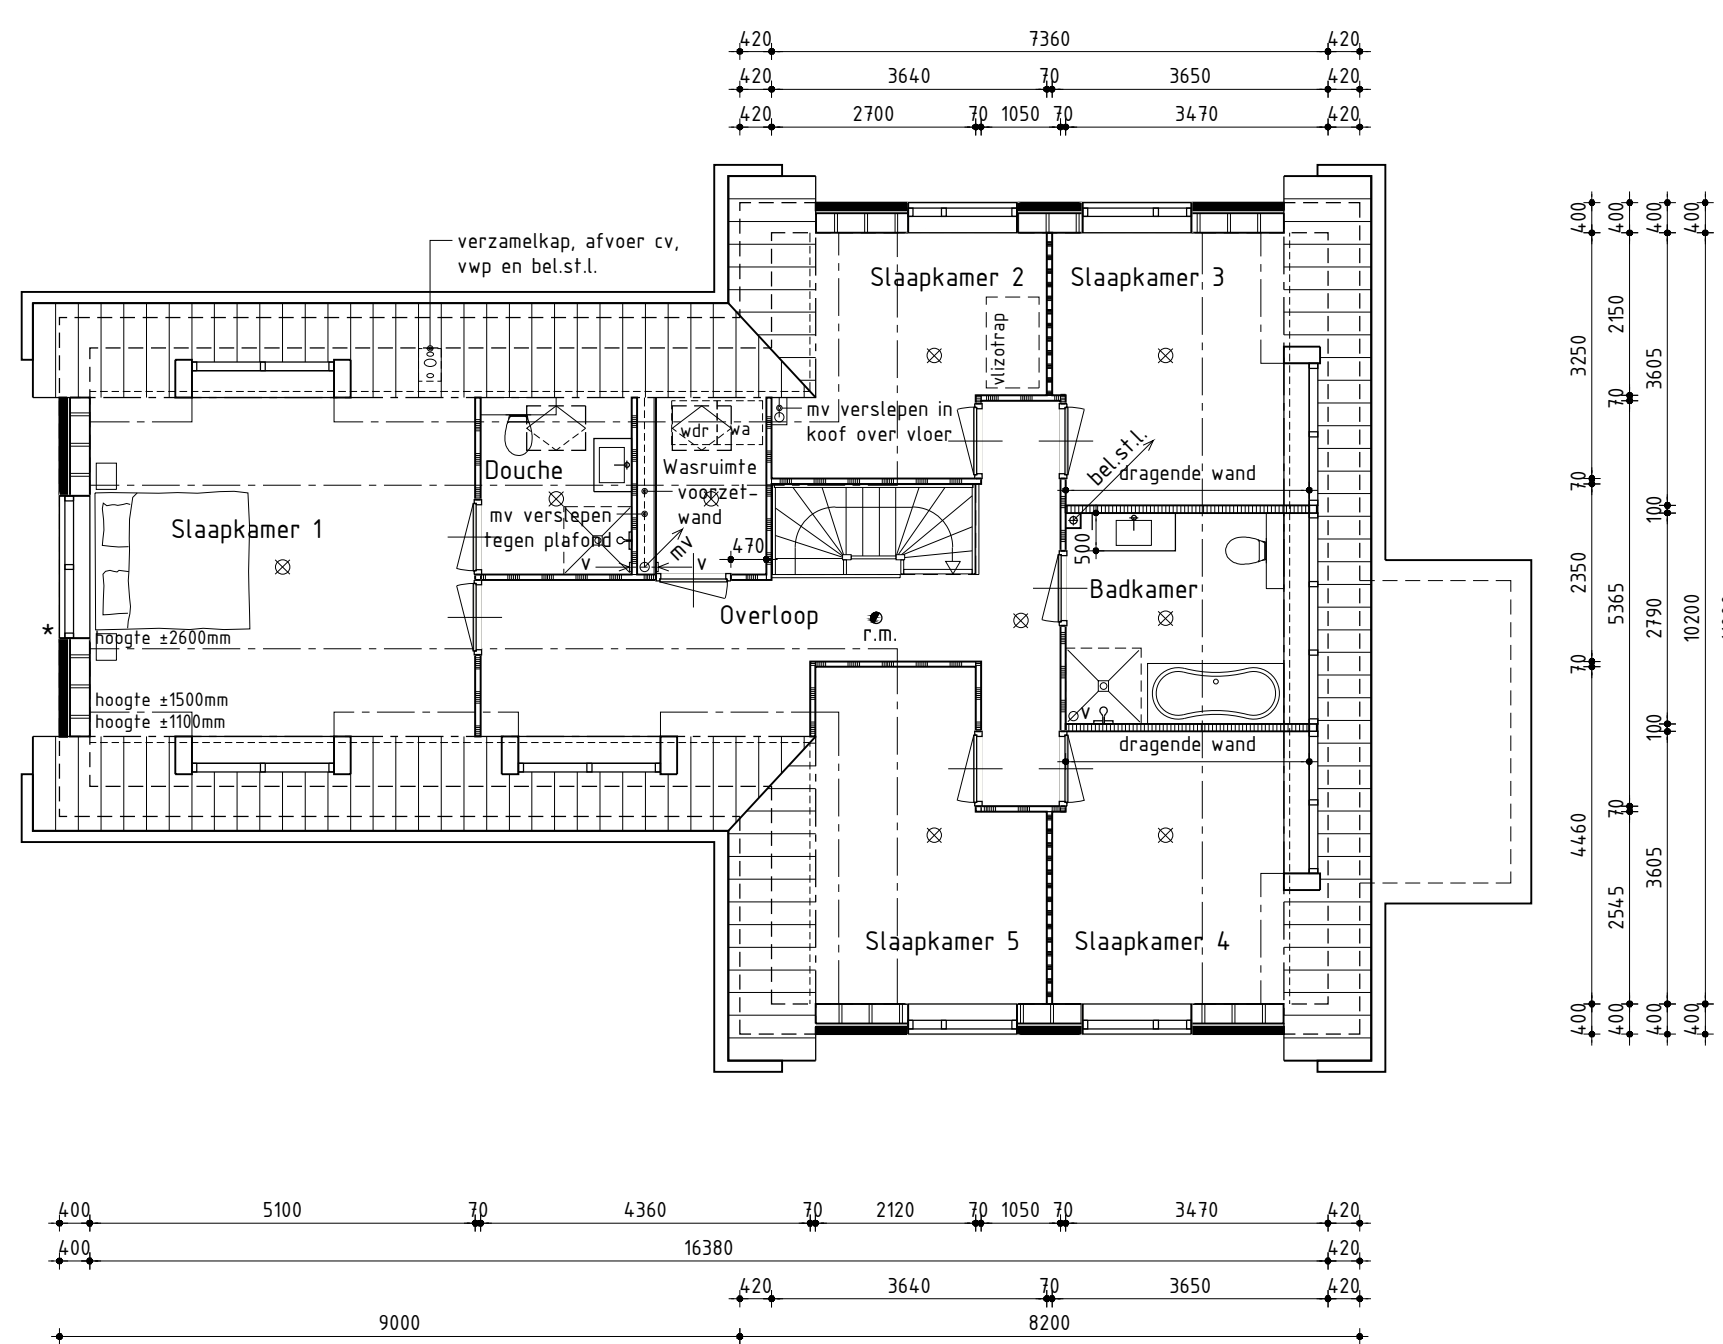 420 7360 420
420 3640 70 3650 420
420 2700 70 1050 70 3470 420
verzamelkap, afvoer cv,
vwp en bel.st.l.
Slaapkamer 2
Slaapkamer 3
vlizotrap
mv verslepen in
koof over vloer
wdr wa
Douche
Wasruimte
voorzet-
wand
mv verslepen
tegen plafond
v
mv
v
470
Slaapkamer 1
bel.st.l.
dragende wand
500
Badkamer
Overloop
r.m.
*
hoogte ±2600mm
hoogte ±1500mm
hoogte ±1100mm
v
dragende wand
Slaapkamer 5
Slaapkamer 4
400 3250 70 2350 70 4460 400
400 2150 70 5365 70 2545 400
400 3605 100 2790 100 3605 400
400 10200 400
400 5100 70 4360 70 2120 70 1050 70 3470 420
400 16380 420
420 3640 70 3650 420
9000 8200